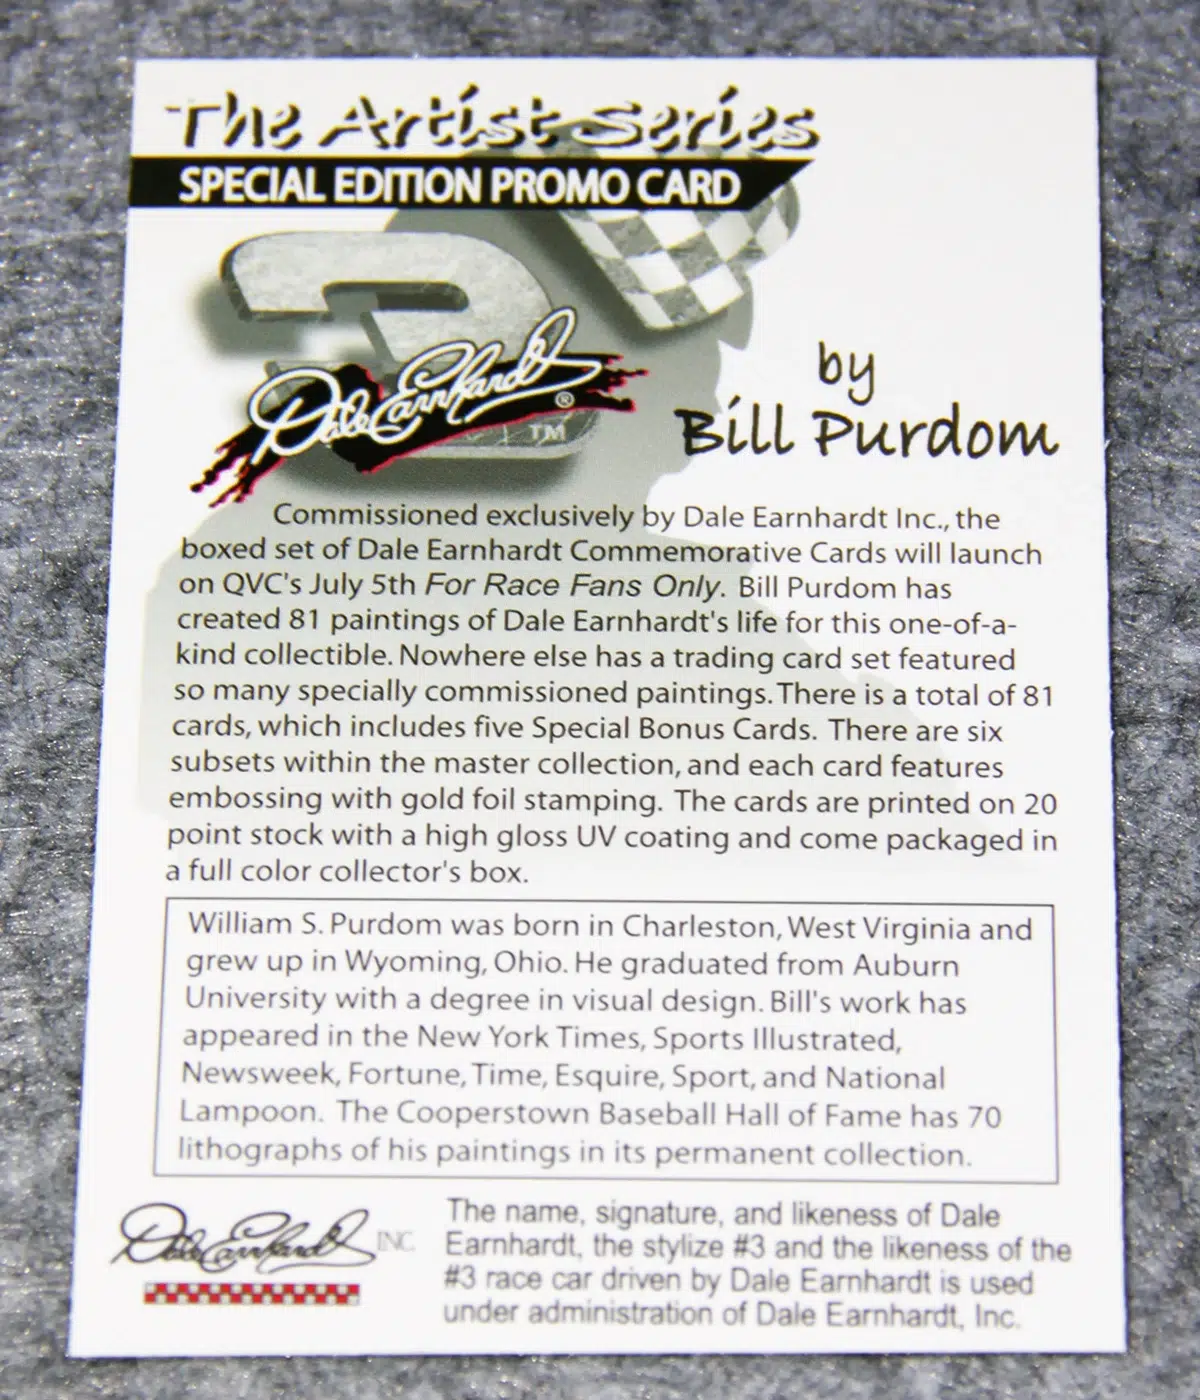 The Artist Series
SPECIAL EDITION PROMO CARD
Dale Earnhardt ®
TM
by
Bill Purdom
Commissioned exclusively by Dale Earnhardt Inc., the
boxed set of Dale Earnhardt Commemorative Cards will launch
on QVC's July 5th For Race Fans Only. Bill Purdom has
created 81 paintings of Dale Earnhardt's life for this one-of-a-
kind collectible. Nowhere else has a trading card set featured
so many specially commissioned paintings. There is a total of 81
cards, which includes five Special Bonus Cards. There are six
subsets within the master collection, and each card features
embossing with gold foil stamping. The cards are printed on 20
point stock with a high gloss UV coating and come packaged in
a full color collector's box.
William S. Purdom was born in Charleston, West Virginia and
grew up in Wyoming, Ohio. He graduated from Auburn
University with a degree in visual design. Bill's work has
appeared in the New York Times, Sports Illustrated,
Newsweek, Fortune, Time, Esquire, Sport, and National
Lampoon. The Cooperstown Baseball Hall of Fame has 70
lithographs of his paintings in its permanent collection.
Dale Earnhardt INC.
The name, signature, and likeness of Dale
Earnhardt, the stylize #3 and the likeness of the
#3 race car driven by Dale Earnhardt is used
under administration of Dale Earnhardt, Inc.